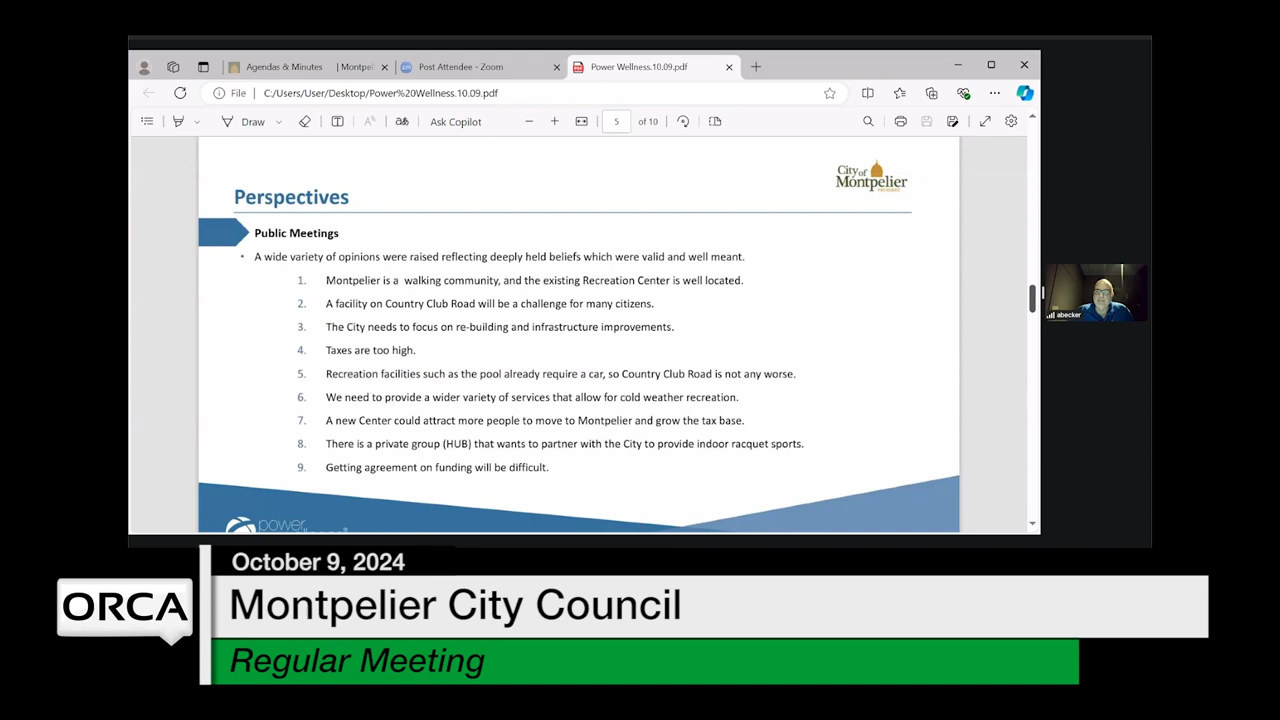 Agendas & Minutes | Montpel
Post Attendee - Zoom
Power Wellness.10.09.pdf
File
C:/Users/User/Desktop/Power%20Wellness.10.09.pdf
Draw
Ask Copilot
5 of 10
City of
Montpelier
Perspectives
Public Meetings
• A wide variety of opinions were raised reflecting deeply held beliefs which were valid and well meant.
1. Montpelier is a walking community, and the existing Recreation Center is well located.
2. A facility on Country Club Road will be a challenge for many citizens.
3. The City needs to focus on re-building and infrastructure improvements.
4. Taxes are too high.
5. Recreation facilities such as the pool already require a car, so Country Club Road is not any worse.
6. We need to provide a wider variety of services that allow for cold weather recreation.
7. A new Center could attract more people to move to Montpelier and grow the tax base.
8. There is a private group (HUB) that wants to partner with the City to provide indoor racquet sports.
9. Getting agreement on funding will be difficult.
power
abecker
October 9, 2024
ORCA
Montpelier City Council
Regular Meeting